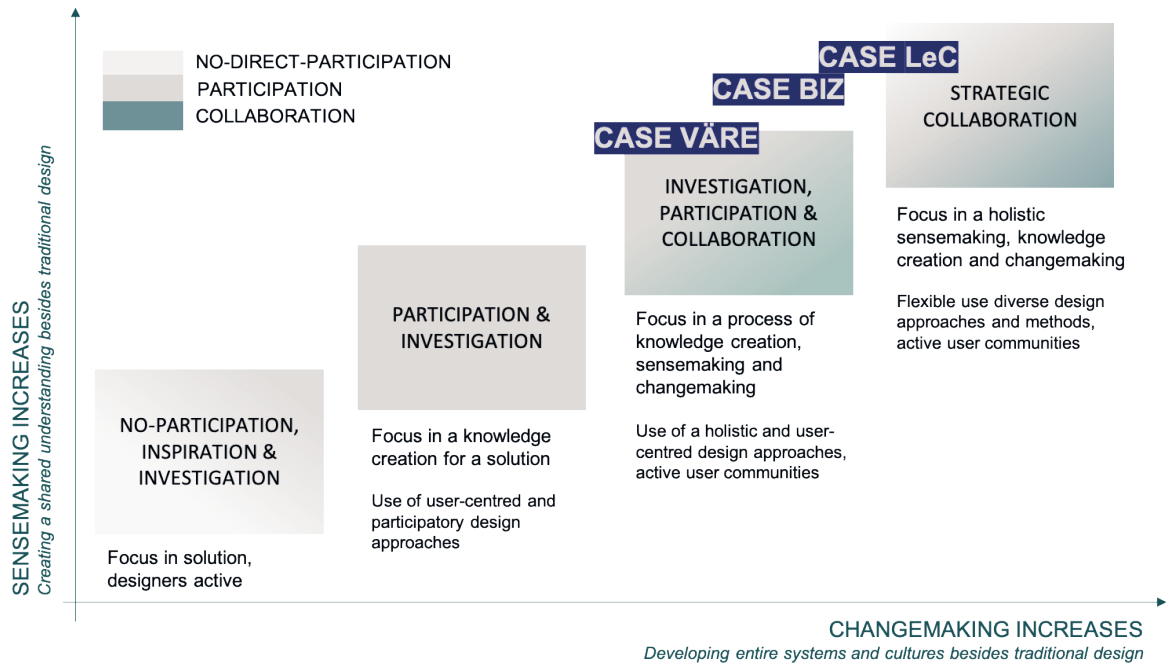 NO-DIRECT-PARTICIPATION
PARTICIPATION
COLLABORATION
CASE LeC
CASE BIZ
CASE VÄRE
STRATEGIC
COLLABORATION
Focus in a holistic
sensemaking, knowledge
creation and changemaking
Flexible use diverse design
approaches and methods,
active user communities
INVESTIGATION,
PARTICIPATION &
COLLABORATION
Focus in a process of
knowledge creation,
sensemaking and
changemaking
Use of a holistic and user-
centred design approaches,
active user communities
PARTICIPATION &
INVESTIGATION
Focus in a knowledge
creation for a solution
Use of user-centred and
participatory design
approaches
NO-PARTICIPATION,
INSPIRATION &
INVESTIGATION
Focus in solution,
designers active
SENSEMAKING INCREASES
Creating a shared understanding besides traditional design
CHANGEMAKING INCREASES
Developing entire systems and cultures besides traditional design